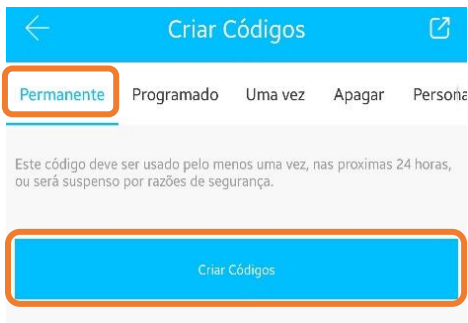 Criar Códigos
Permanente Programado Uma vez Apagar Persona
Este código deve ser usado pelo menos uma vez, nas proximas 24 horas,
ou será suspenso por razões de segurança.
Criar Códigos